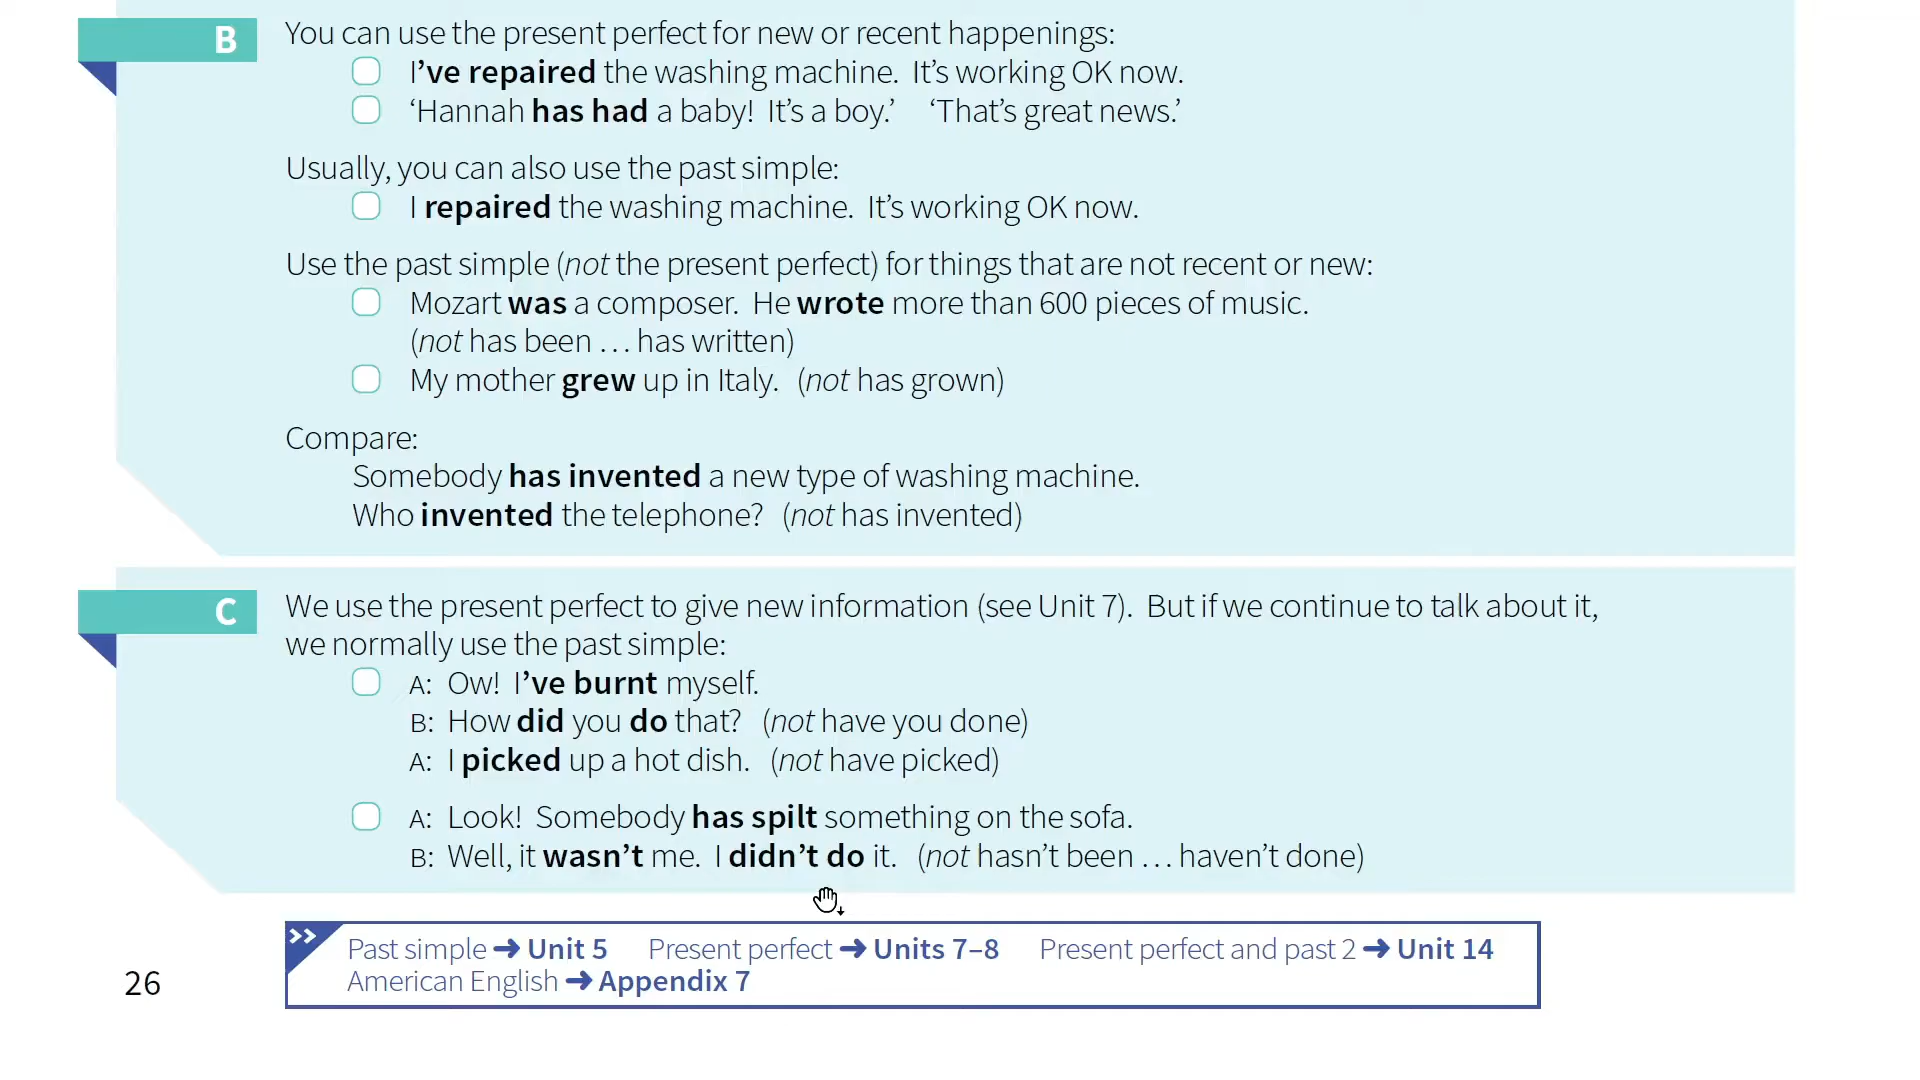 B
You can use the present perfect for new or recent happenings:
I’ve repaired the washing machine. It’s working OK now.
‘Hannah has had a baby! It’s a boy.’ ‘That’s great news.’
Usually, you can also use the past simple:
I repaired the washing machine. It’s working OK now.
Use the past simple (not the present perfect) for things that are not recent or new:
Mozart was a composer. He wrote more than 600 pieces of music.
(not has been … has written)
My mother grew up in Italy. (not has grown)
Compare:
Somebody has invented a new type of washing machine.
Who invented the telephone? (not has invented)
C
We use the present perfect to give new information (see Unit 7). But if we continue to talk about it,
we normally use the past simple:
A: Ow! I’ve burnt myself.
B: How did you do that? (not have you done)
A: I picked up a hot dish. (not have picked)
A: Look! Somebody has spilt something on the sofa.
B: Well, it wasn’t me. I didn’t do it. (not hasn’t been … haven’t done)
>> Past simple ➜ Unit 5 Present perfect ➜ Units 7–8 Present perfect and past 2 ➜ Unit 14
American English ➜ Appendix 7
26